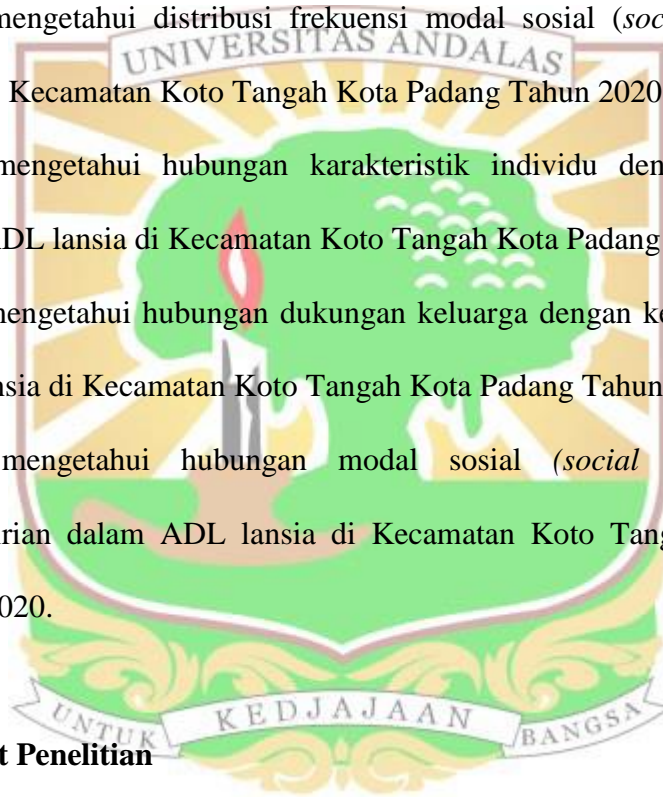 mengetahui distribusi frekuensi modal sosial (soc
UNIVERSITAS ANDALAS
Kecamatan Koto Tangah Kota Padang Tahun 2020
mengetahui hubungan karakteristik individu den
ADL lansia di Kecamatan Koto Tangah Kota Padang
mengetahui hubungan dukungan keluarga dengan ke
nsia di Kecamatan Koto Tangah Kota Padang Tahun
mengetahui hubungan modal sosial (social
rian dalam ADL lansia di Kecamatan Koto Tang
020.
UNTUK KEDJAJAAN BANGSA
t Penelitian